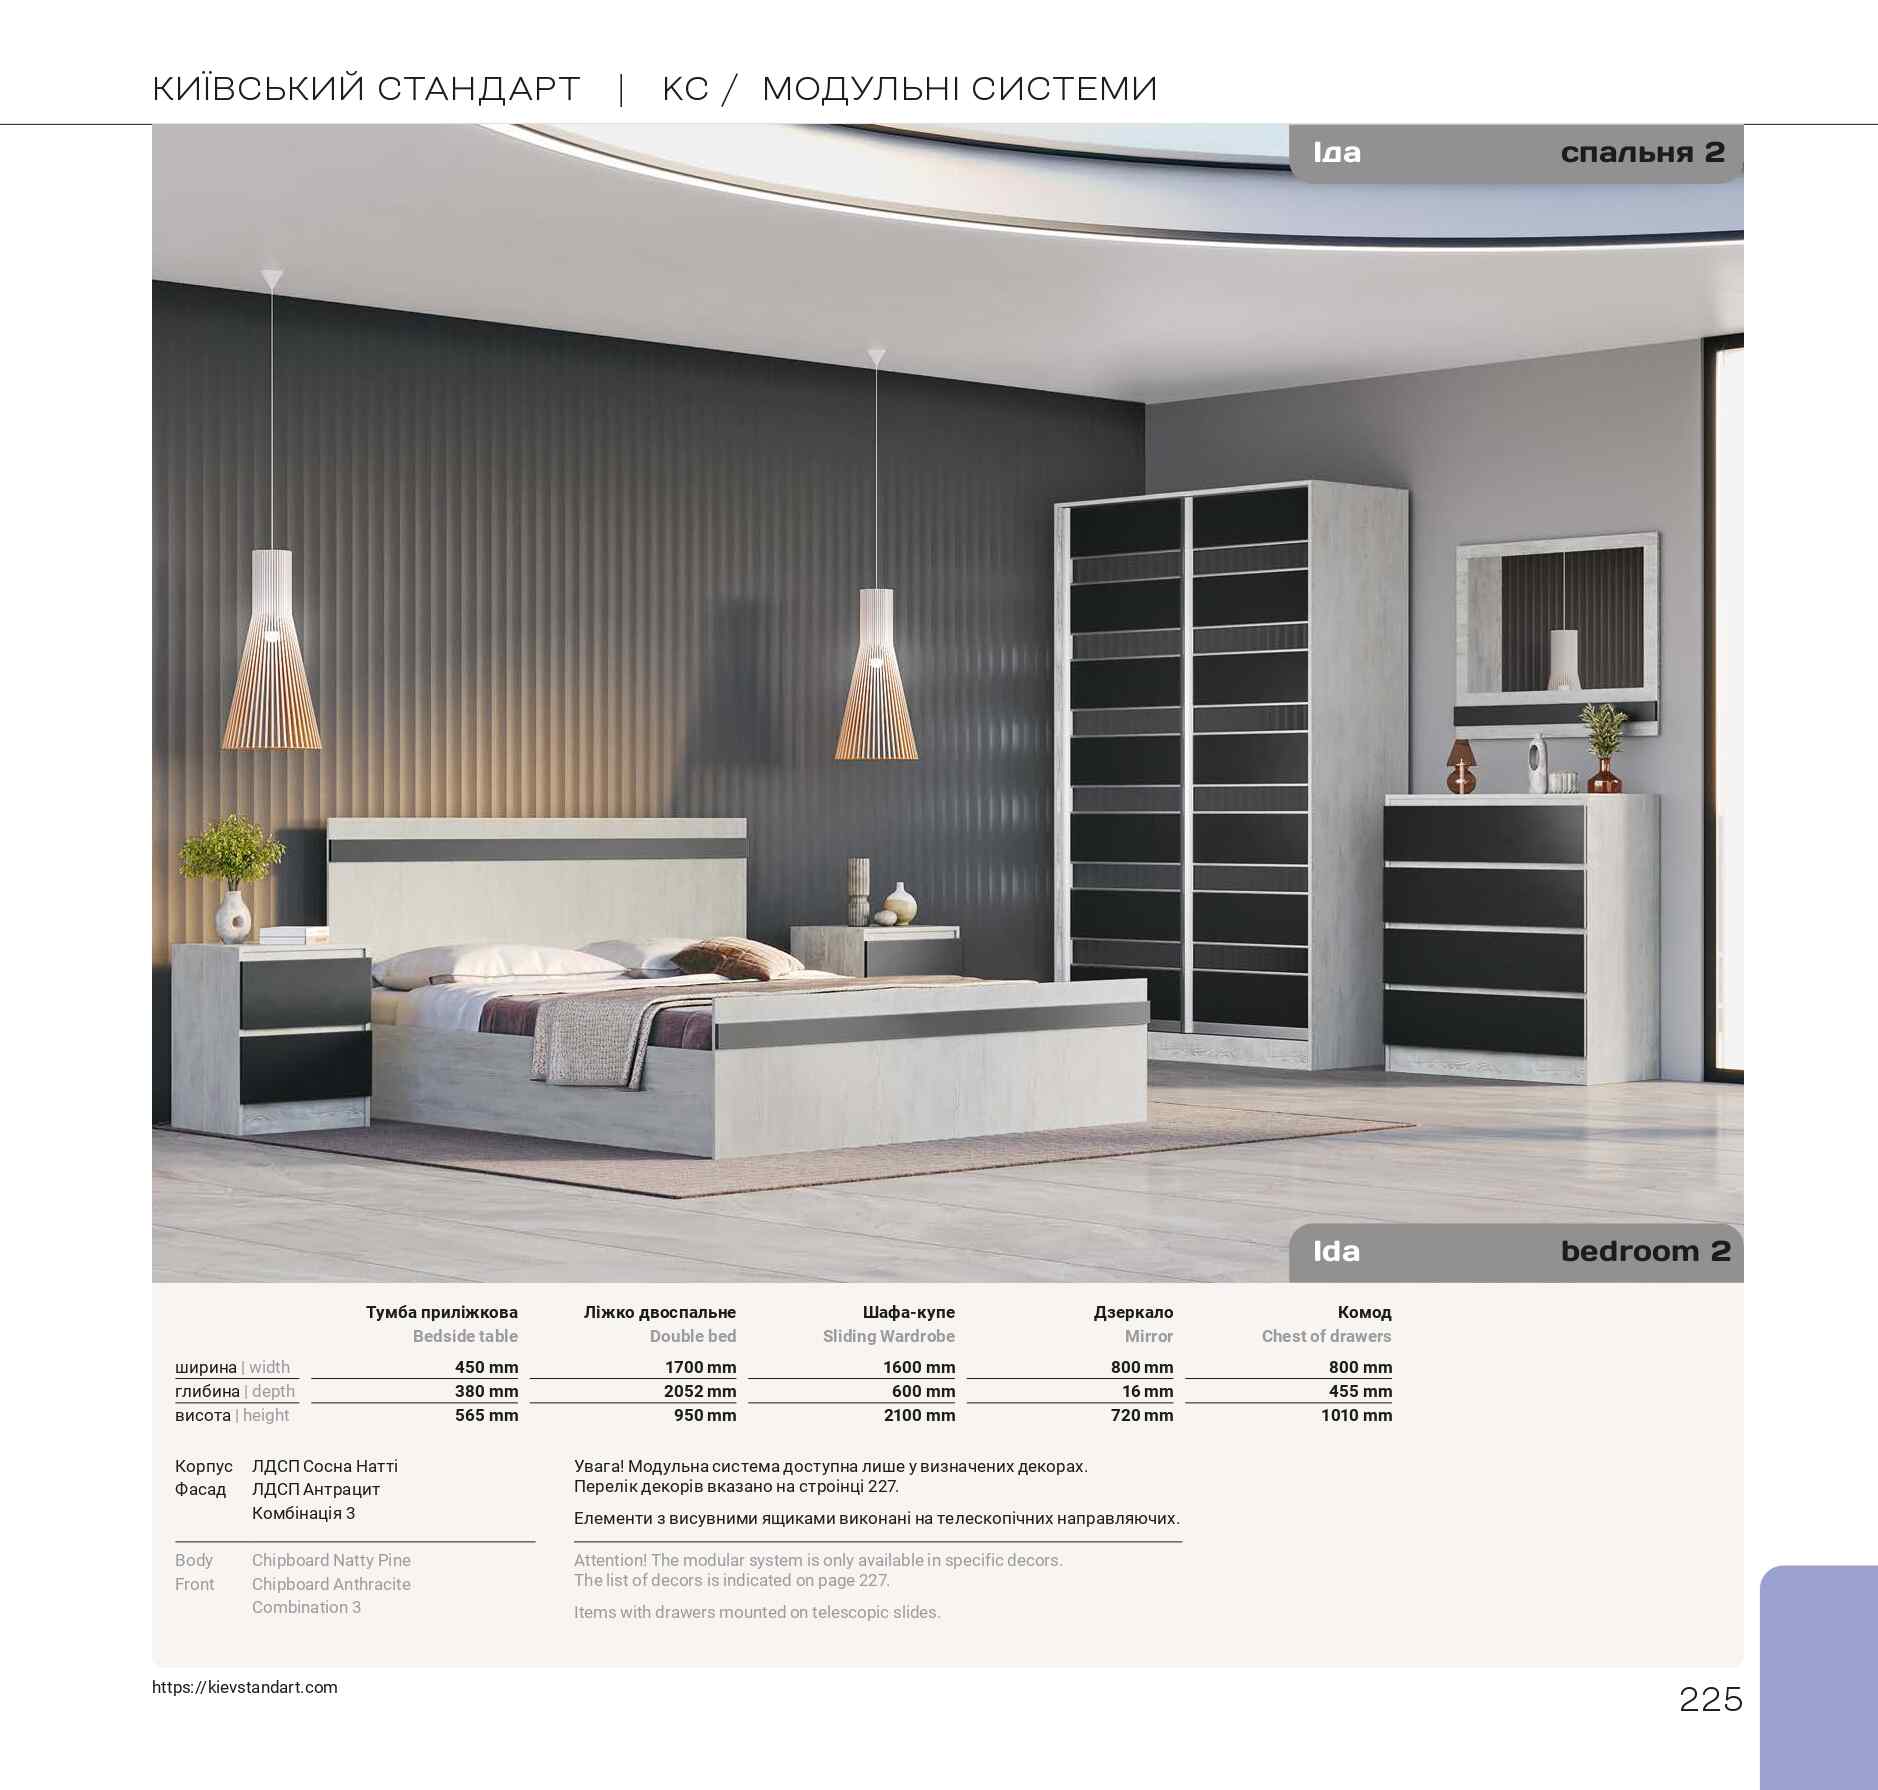 КИЇВСЬКИЙ СТАНДАРТ | КС / МОДУЛЬНІ СИСТЕМИ
Іда спальня 2
Ida bedroom 2
Тумба приліжкова Ліжко двоспальне Шафа-купе Дзеркало Комод
Bedside table Double bed Sliding Wardrobe Mirror Chest of drawers
ширина | width 450 mm 1700 mm 1600 mm 800 mm 800 mm
глибина | depth 380 mm 2052 mm 600 mm 16 mm 455 mm
висота | height 565 mm 950 mm 2100 mm 720 mm 1010 mm
Корпус ЛДСП Сосна Натті
Фасад ЛДСП Антрацит
Комбінація 3
Body Chipboard Natty Pine
Front Chipboard Anthracite
Combination 3
Увага! Модульна система доступна лише у визначених декорах.
Перелік декорів вказано на строінці 227.
Елементи з висувними ящиками виконані на телескопічних направляючих.
Attention! The modular system is only available in specific decors.
The list of decors is indicated on page 227.
Items with drawers mounted on telescopic slides.
https://kievstandart.com
225